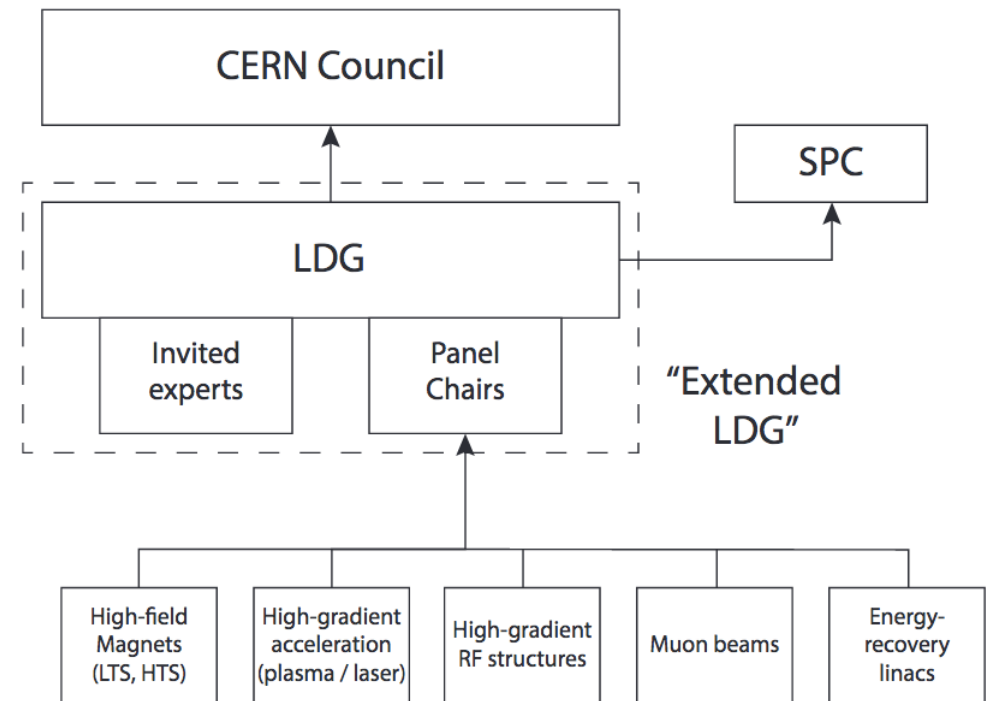 CERN Council
SPC
LDG
Invited
experts
Panel
Chairs
“Extended
LDG”
High-field
Magnets
(LTS, HTS)
High-gradient
acceleration
(plasma / laser)
High-gradient
RF structures
Muon beams
Energy-
recovery
linacs